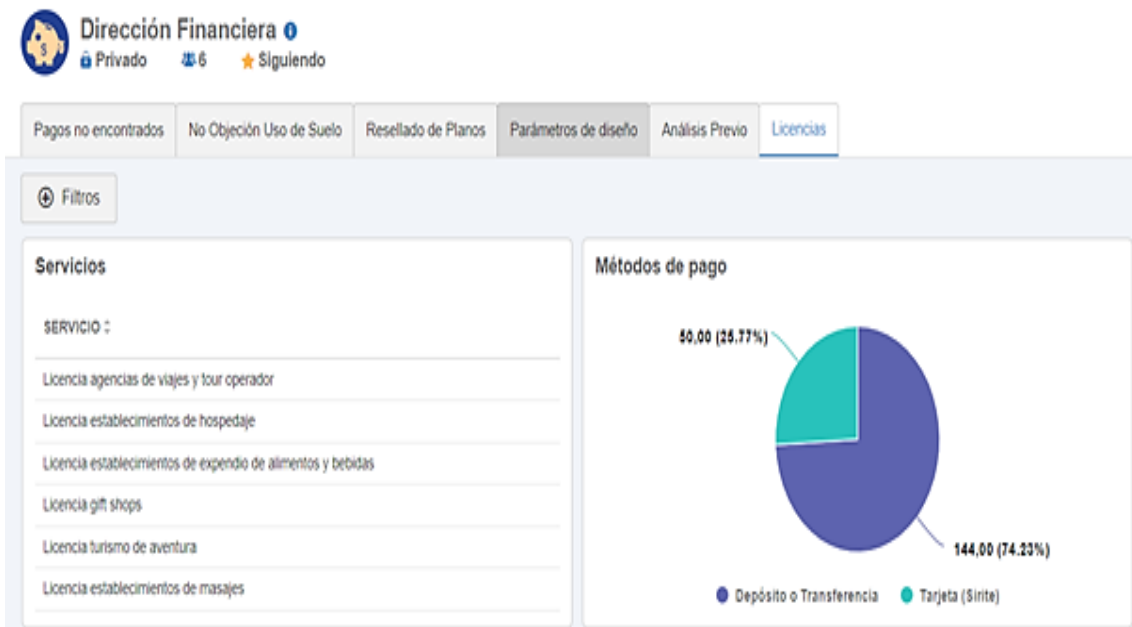 Dirección Financiera
Privado 6 Siguiendo
Pagos no encontrados No Objeción Uso de Suelo Resellado de Planos Parámetros de diseño Análisis Previo Licencias
Filtros
Servicios
SERVICIO
Licencia agencias de viajes y tour operador
Licencia establecimientos de hospedaje
Licencia establecimientos de expendio de alimentos y bebidas
Licencia gift shops
Licencia turismo de aventura
Licencia establecimientos de masajes
Métodos de pago
50,00 (25.77%)
144,00 (74.23%)
Depósito o Transferencia Tarjeta (Sirite)